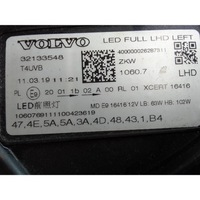 VOLVO LED FULL LHD LEFT
32133548
T4UVB ZKW
11.03.19 11:21 1060.7 LHD
PL 2 20 01 1b 02 A 00 01 XCERT 16416
LED前照灯 MD E9 16416 12V LB: 60W HB: 102W
47,4E,5A,5A,3A,4D,48,43,1,B4